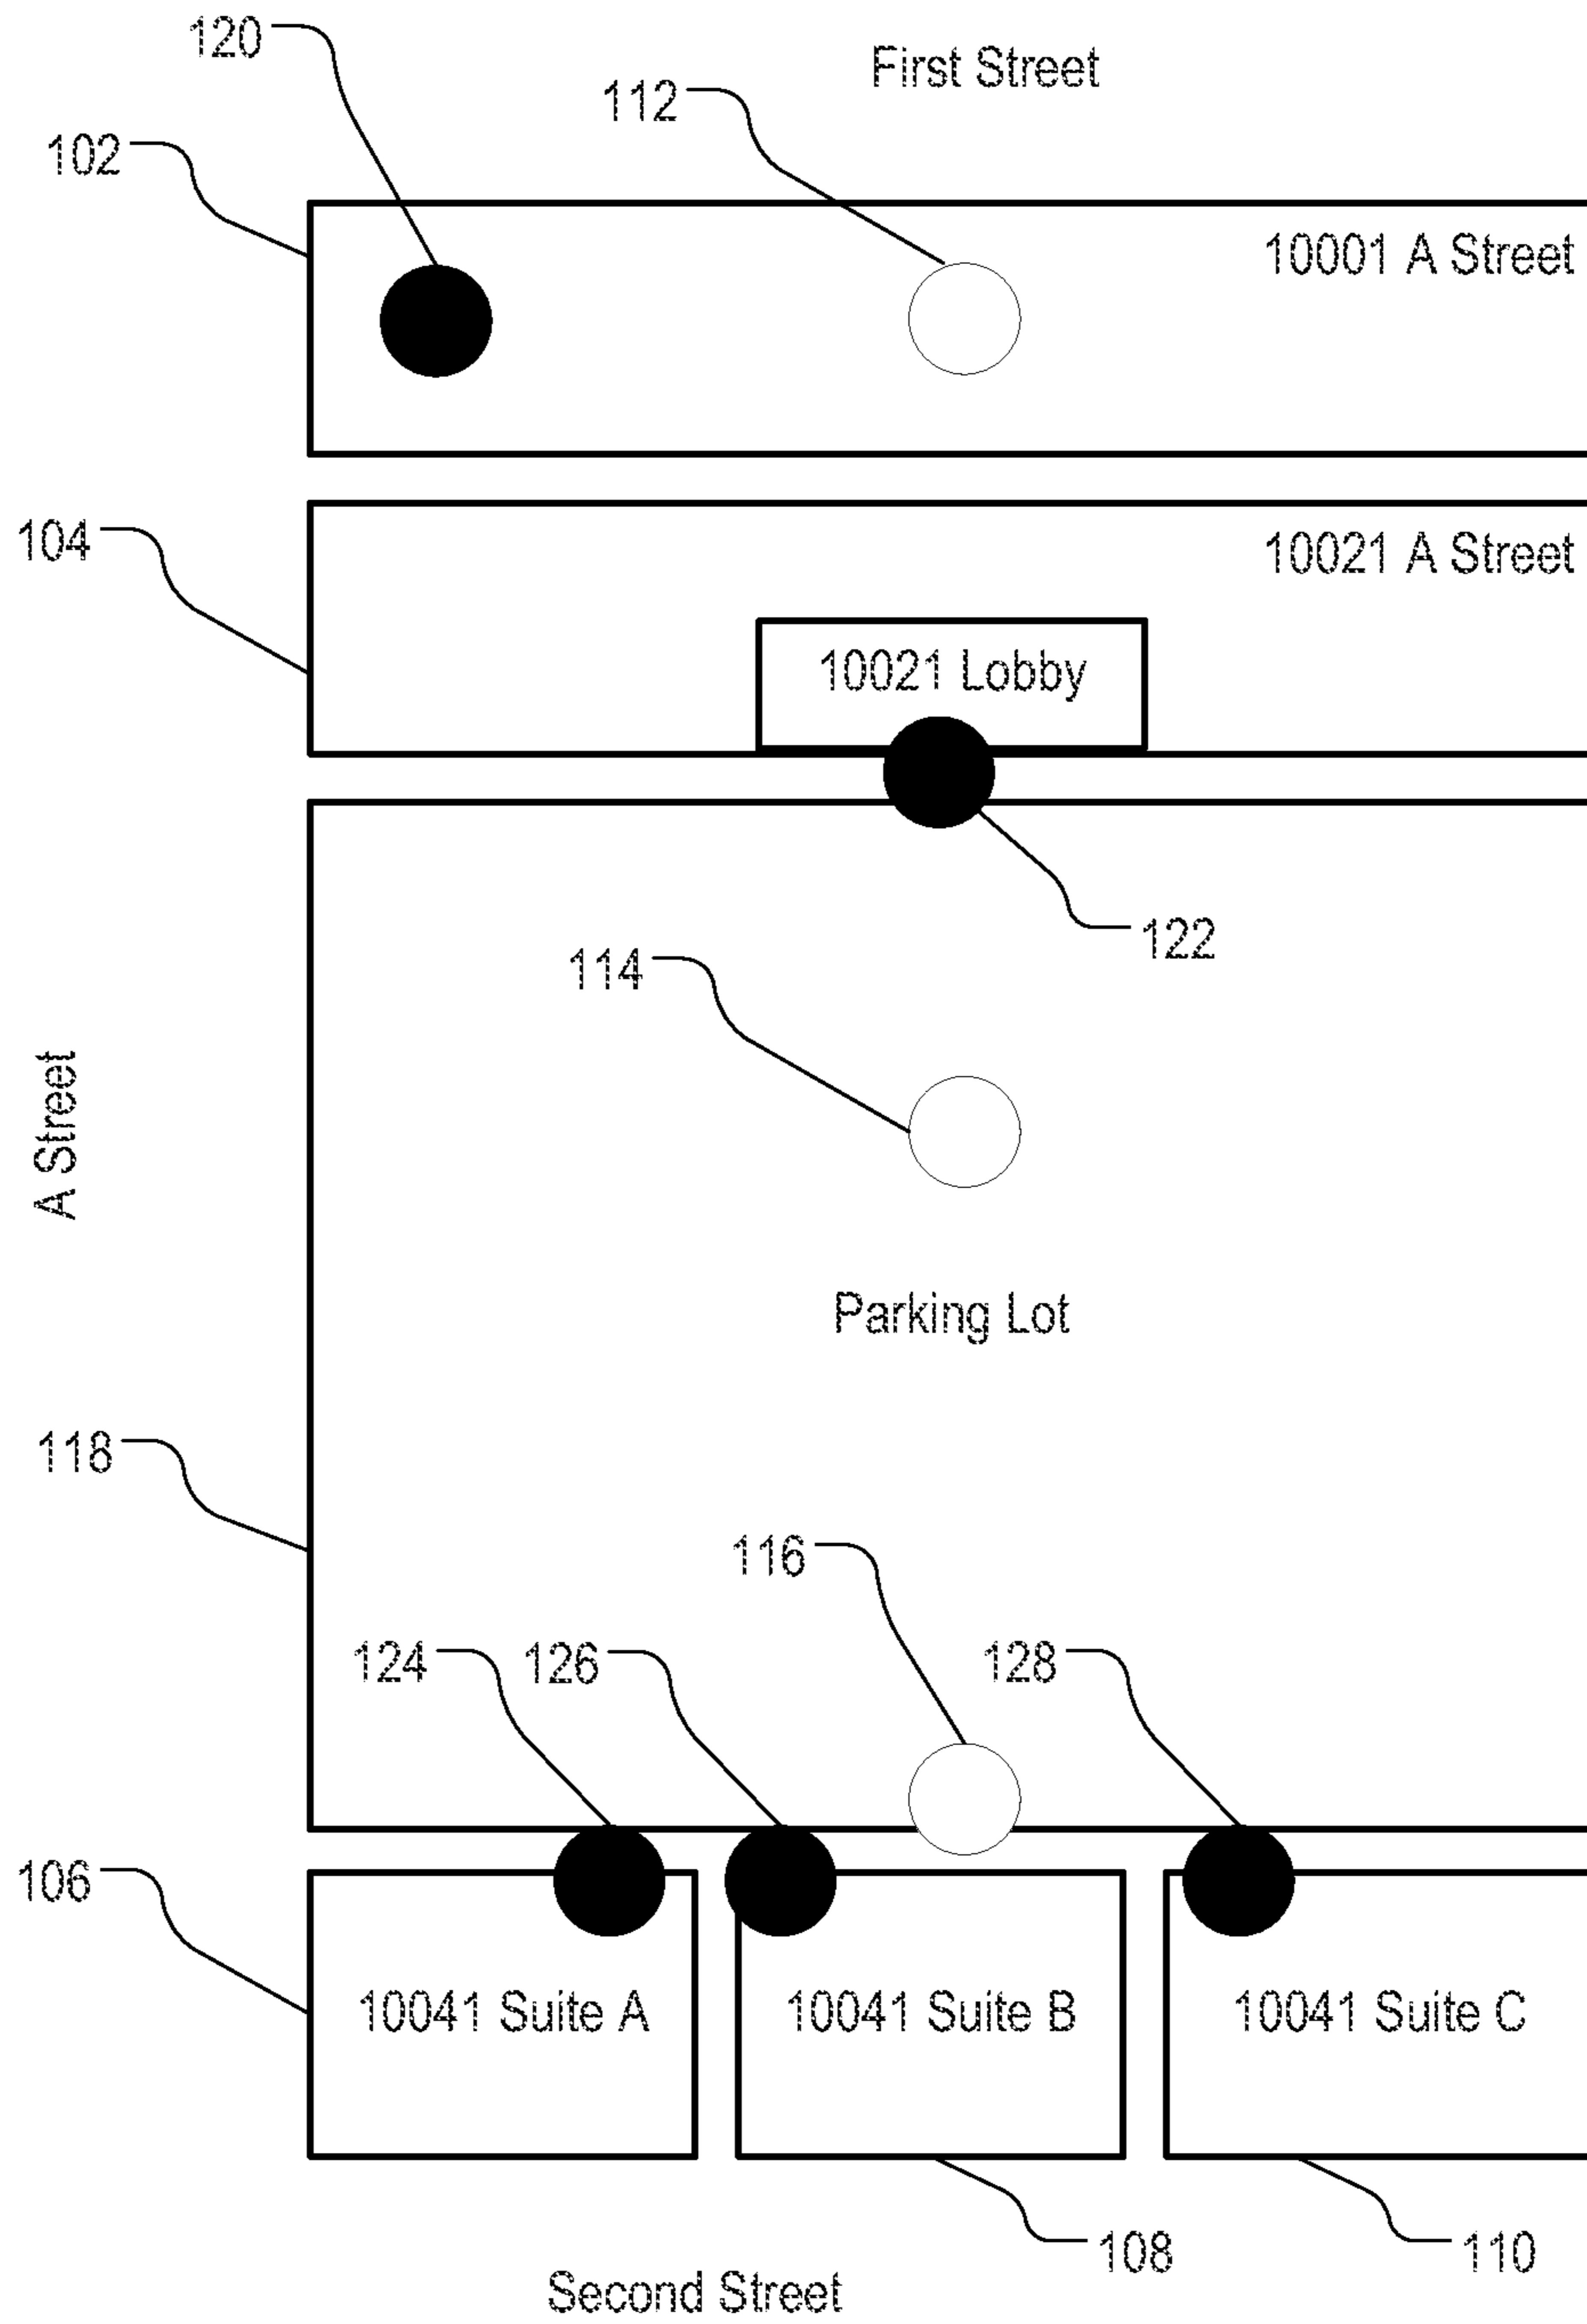 120
First Street
112
102
10001 A Street
104
10021 A Street
10021 Lobby
122
114
A Street
Parking Lot
118
116
124
126
128
106
10041 Suite A
10041 Suite B
10041 Suite C
108
110
Second Street